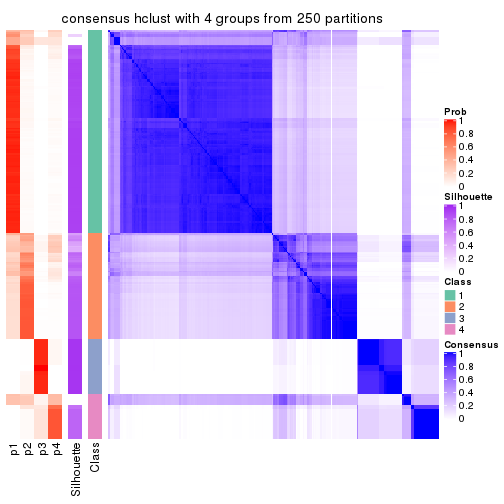 consensus hclust with 4 groups from 250 partitions
Prob
1
0.8
0.6
0.4
0.2
0
Silhouette
1
0.8
0.6
0.4
0.2
0
Class
1
2
3
4
Consensus
1
0.8
0.6
0.4
0.2
0
p1
p2
p3
p4
Silhouette
Class